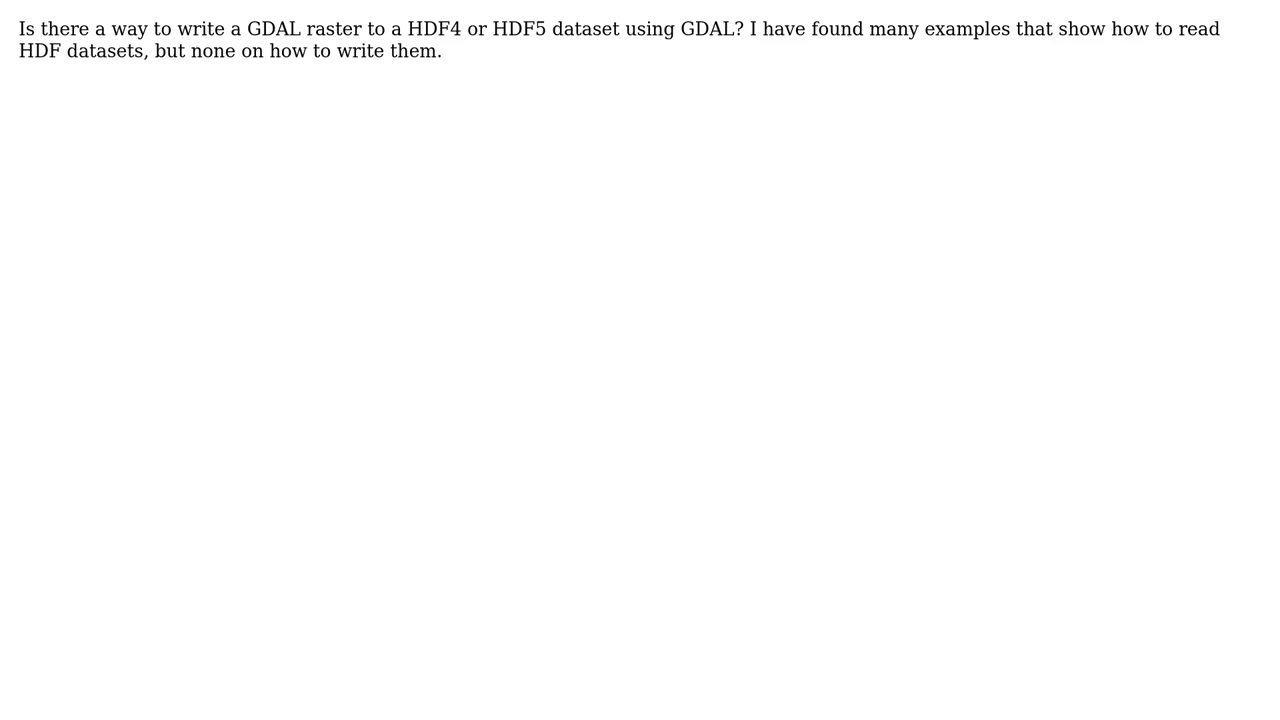 Is there a way to write a GDAL raster to a HDF4 or HDF5 dataset using GDAL? I have found many examples that show how to read
HDF datasets, but none on how to write them.